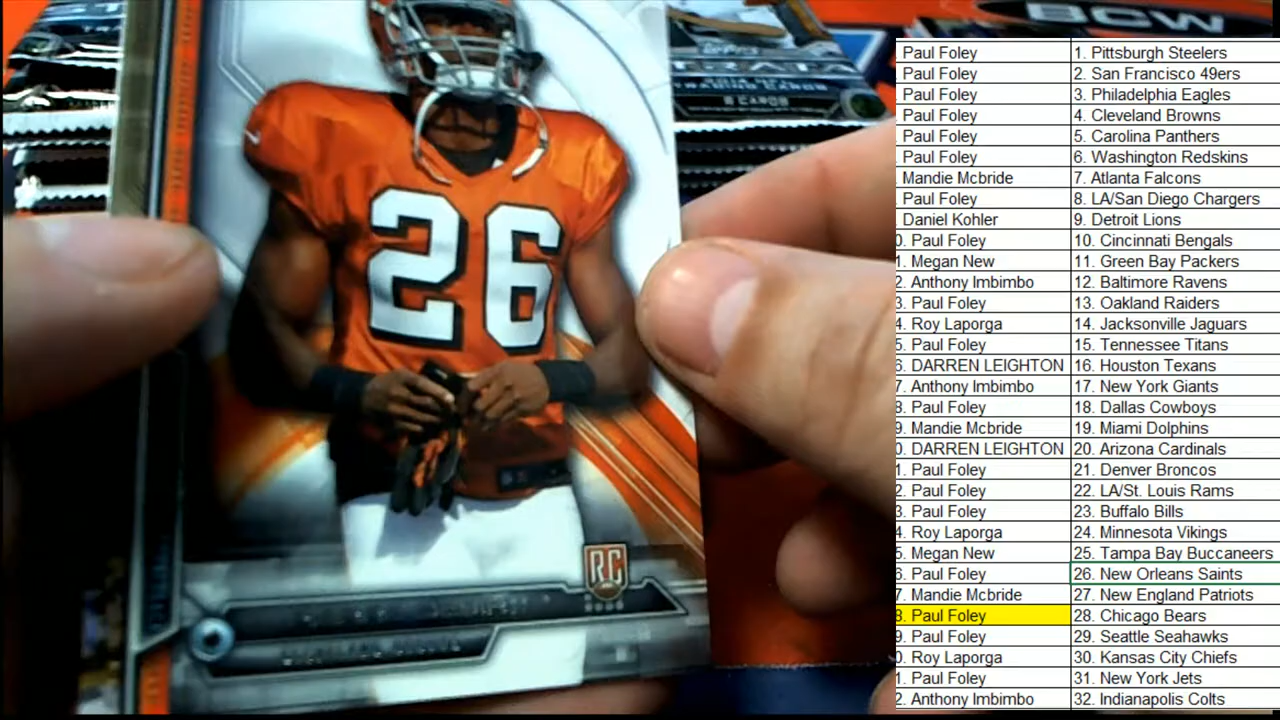 BCW
2014
6 CARDS
26
RC
Paul Foley 1. Pittsburgh Steelers
Paul Foley 2. San Francisco 49ers
Paul Foley 3. Philadelphia Eagles
Paul Foley 4. Cleveland Browns
Paul Foley 5. Carolina Panthers
Paul Foley 6. Washington Redskins
Mandie Mcbride 7. Atlanta Falcons
Paul Foley 8. LA/San Diego Chargers
Daniel Kohler 9. Detroit Lions
0. Paul Foley 10. Cincinnati Bengals
1. Megan New 11. Green Bay Packers
2. Anthony Imbimbo 12. Baltimore Ravens
3. Paul Foley 13. Oakland Raiders
4. Roy Laporga 14. Jacksonville Jaguars
5. Paul Foley 15. Tennessee Titans
6. DARREN LEIGHTON 16. Houston Texans
7. Anthony Imbimbo 17. New York Giants
8. Paul Foley 18. Dallas Cowboys
9. Mandie Mcbride 19. Miami Dolphins
0. DARREN LEIGHTON 20. Arizona Cardinals
1. Paul Foley 21. Denver Broncos
2. Paul Foley 22. LA/St. Louis Rams
3. Paul Foley 23. Buffalo Bills
4. Roy Laporga 24. Minnesota Vikings
5. Megan New 25. Tampa Bay Buccaneers
6. Paul Foley 26. New Orleans Saints
7. Mandie Mcbride 27. New England Patriots
8. Paul Foley 28. Chicago Bears
9. Paul Foley 29. Seattle Seahawks
0. Roy Laporga 30. Kansas City Chiefs
1. Paul Foley 31. New York Jets
2. Anthony Imbimbo 32. Indianapolis Colts